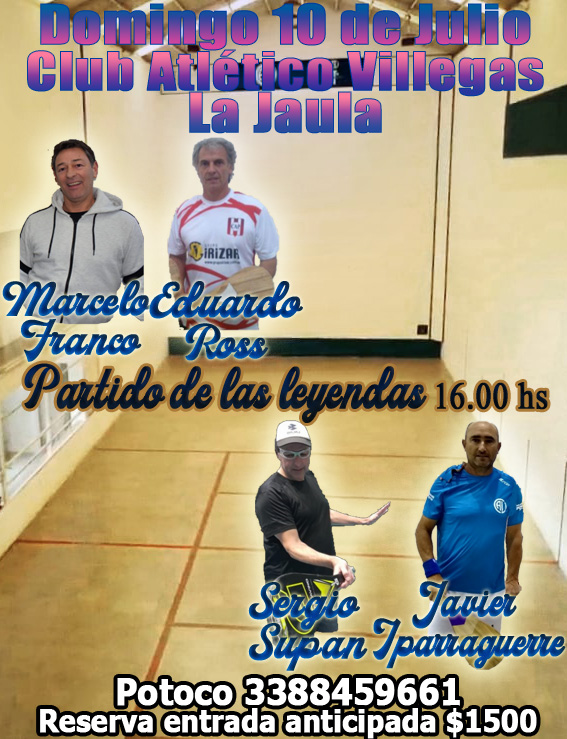 Domingo 10 de Julio
Club Atlético Villegas
La Jaula
IRIZAR
Marcelo Eduardo
Franco Ross
Partido de las leyendas 16.00 hs
Sergio Javier
Supan Iparraguerre
Potoco 3388459661
Reserva entrada anticipada $1500